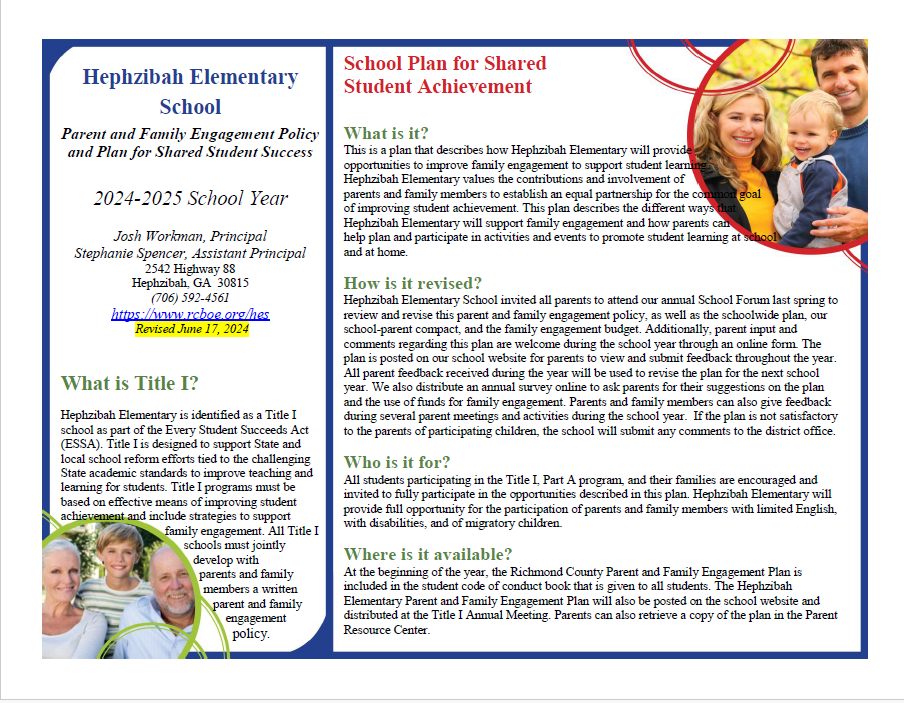 Hephzibah Elementary
School
Parent and Family Engagement Policy
and Plan for Shared Student Success
2024-2025 School Year
Josh Workman, Principal
Stephanie Spencer, Assistant Principal
2542 Highway 88
Hephzibah, GA 30815
(706) 592-4561
https://www.rcboe.org/hes
Revised June 17, 2024
What is Title I?
Hephzibah Elementary is identified as a Title I
school as part of the Every Student Succeeds Act
(ESSA). Title I is designed to support State and
local school reform efforts tied to the challenging
State academic standards to improve teaching and
learning for students. Title I programs must be
based on effective means of improving student
achievement and include strategies to support
family engagement. All Title I
schools must jointly
develop with
parents and family
members a written
parent and family
engagement
policy.
School Plan for Shared
Student Achievement
What is it?
This is a plan that describes how Hephzibah Elementary will provide
opportunities to improve family engagement to support student learning.
Hephzibah Elementary values the contributions and involvement of
parents and family members to establish an equal partnership for the common goal
of improving student achievement. This plan describes the different ways that
Hephzibah Elementary will support family engagement and how parents can
help plan and participate in activities and events to promote student learning at school
and at home.
How is it revised?
Hephzibah Elementary School invited all parents to attend our annual School Forum last spring to
review and revise this parent and family engagement policy, as well as the schoolwide plan, our
school-parent compact, and the family engagement budget. Additionally, parent input and
comments regarding this plan are welcome during the school year through an online form. The
plan is posted on our school website for parents to view and submit feedback throughout the year.
All parent feedback received during the year will be used to revise the plan for the next school
year. We also distribute an annual survey online to ask parents for their suggestions on the plan
and the use of funds for family engagement. Parents and family members can also give feedback
during several parent meetings and activities during the school year. If the plan is not satisfactory
to the parents of participating children, the school will submit any comments to the district office.
Who is it for?
All students participating in the Title I, Part A program, and their families are encouraged and
invited to fully participate in the opportunities described in this plan. Hephzibah Elementary will
provide full opportunity for the participation of parents and family members with limited English,
with disabilities, and of migratory children.
Where is it available?
At the beginning of the year, the Richmond County Parent and Family Engagement Plan is
included in the student code of conduct book that is given to all students. The Hephzibah
Elementary Parent and Family Engagement Plan will also be posted on the school website and
distributed at the Title I Annual Meeting. Parents can also retrieve a copy of the plan in the Parent
Resource Center.